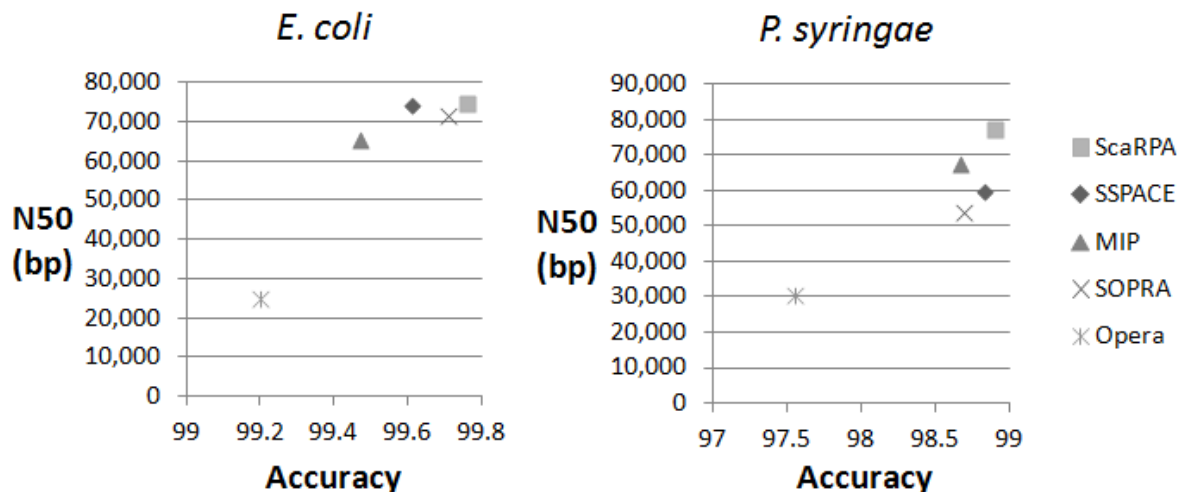 E. coli
80,000
70,000
60,000
50,000
40,000
30,000
20,000
10,000
0
N50
(bp)
99 99.2 99.4 99.6 99.8
Accuracy
P. syringae
90,000
80,000
70,000
60,000
50,000
40,000
30,000
20,000
10,000
0
N50
(bp)
97 97.5 98 98.5 99
Accuracy
ScaRPA
SSPACE
MIP
SOPRA
Opera